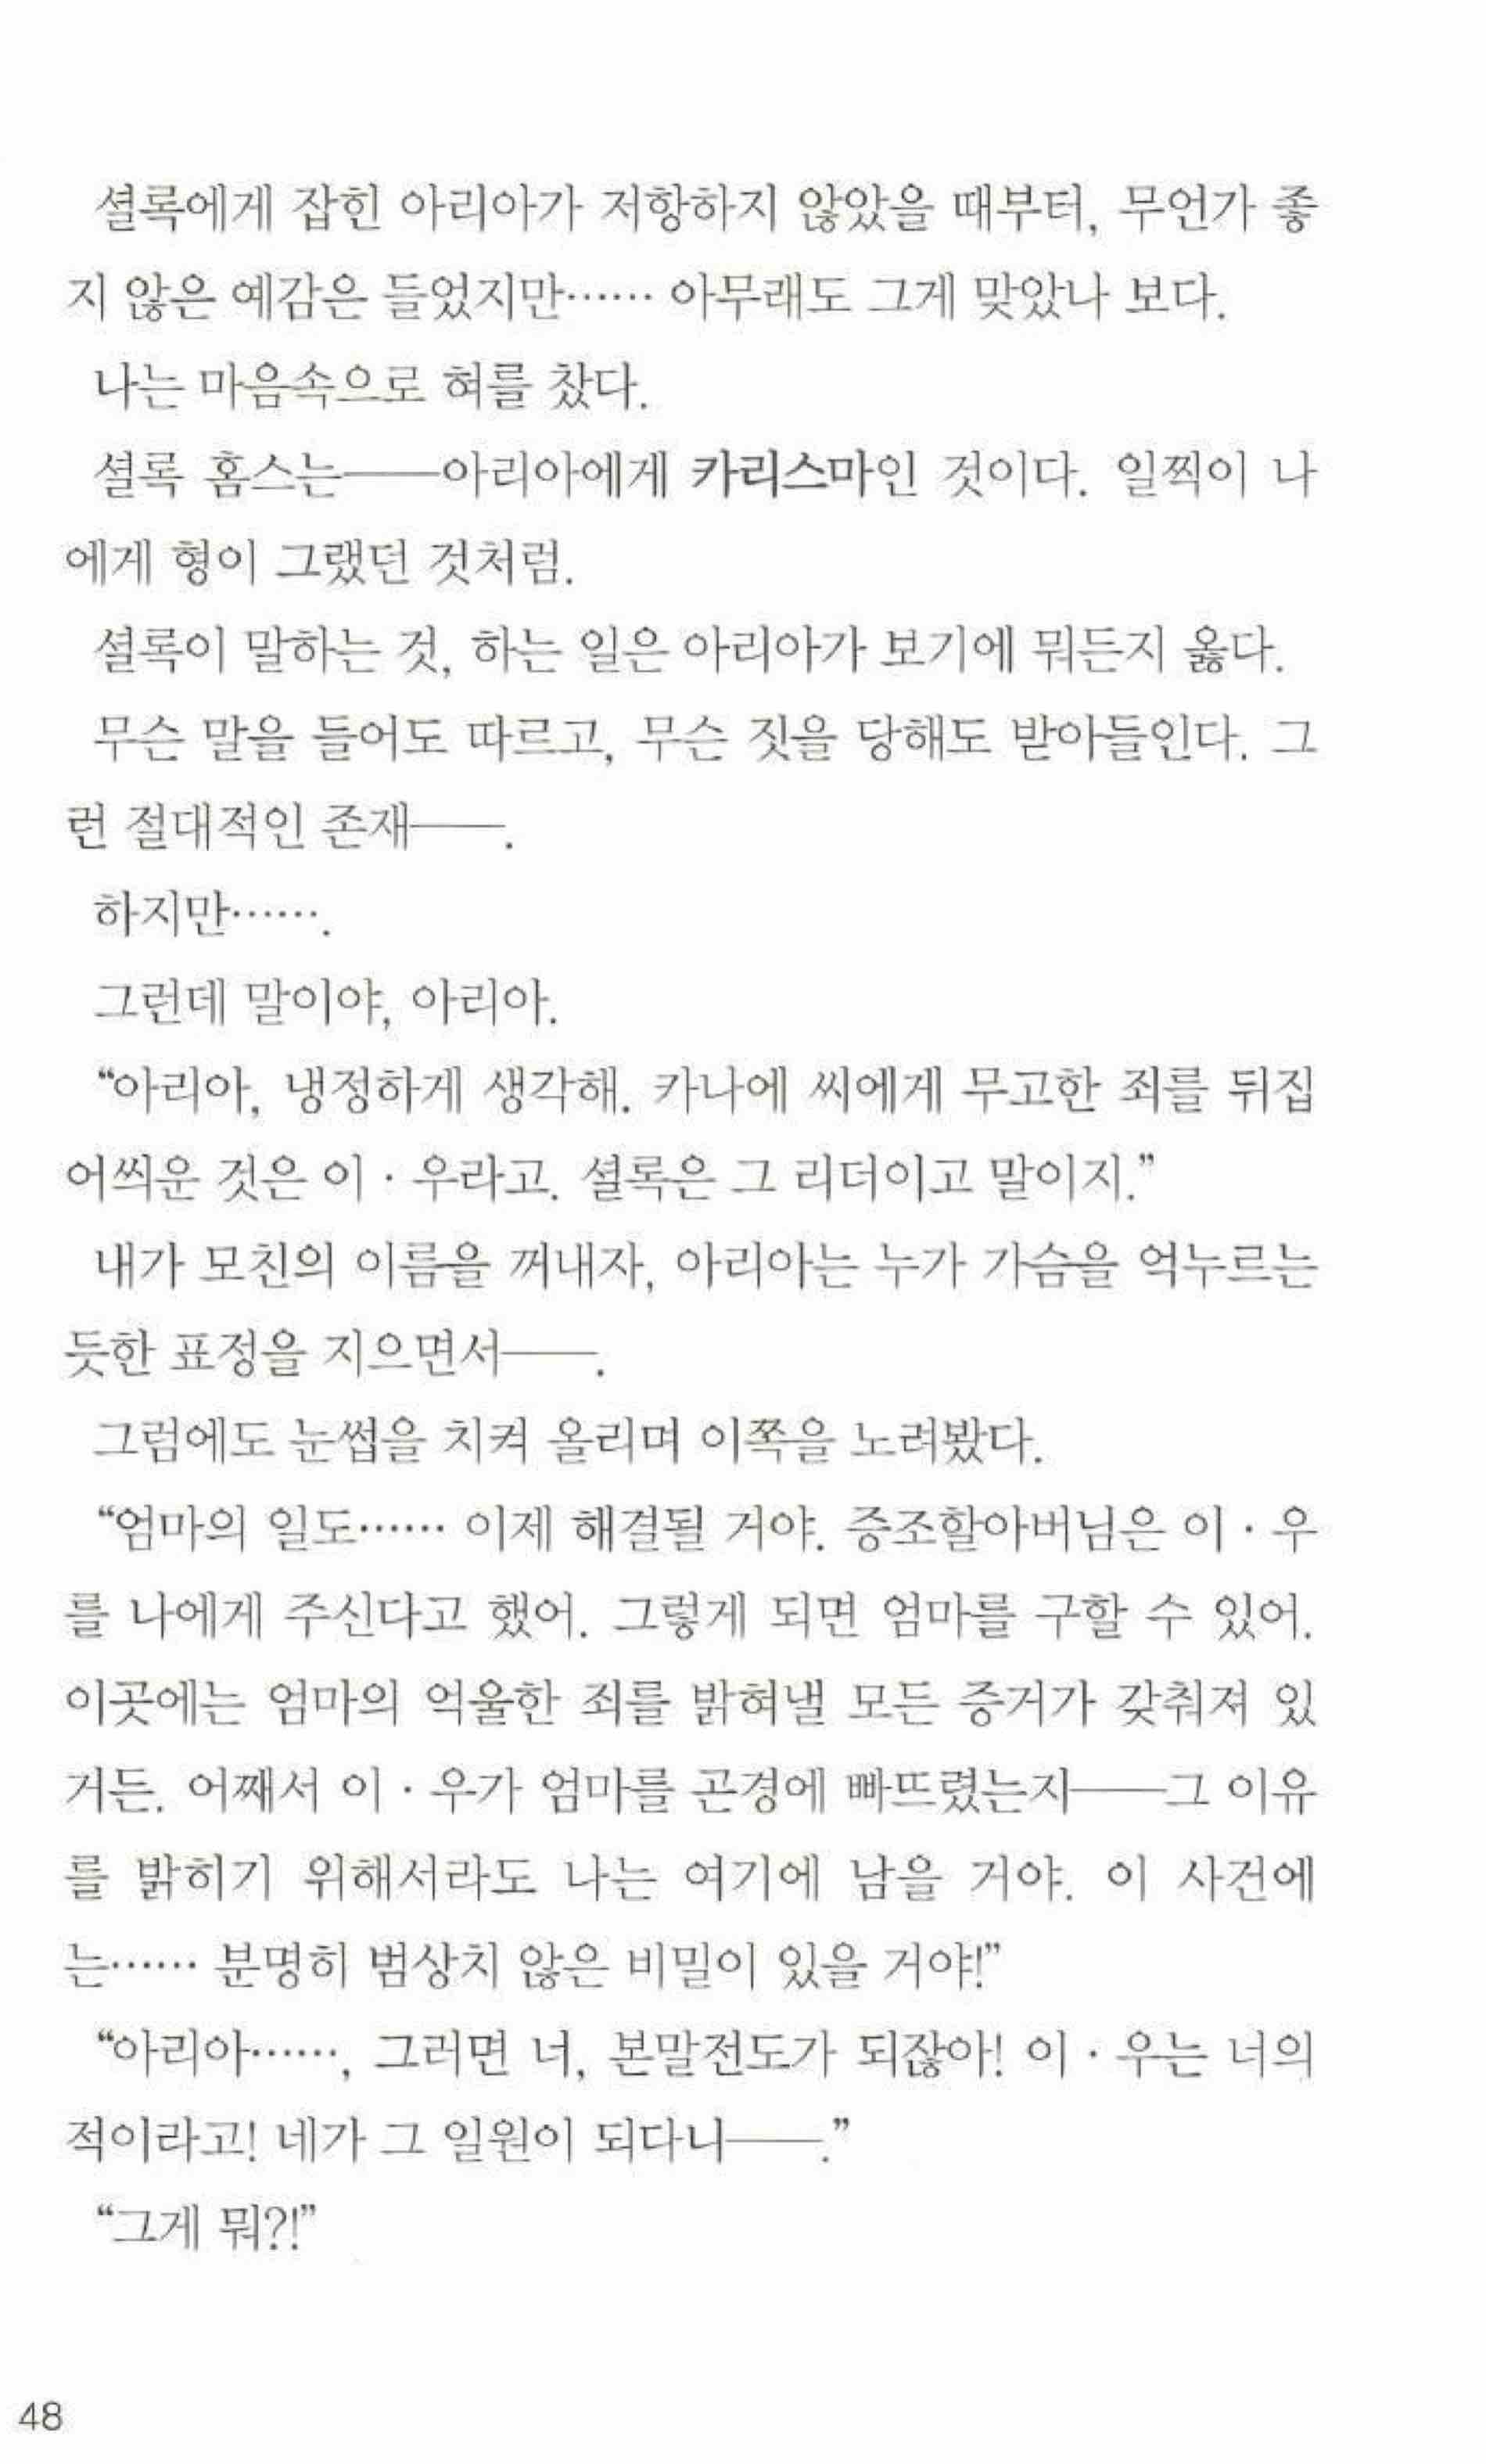 셜록에게 잡힌 아리아가 저항하지 않았을 때부터, 무언가 좋
지 않은 예감은 들었지만…… 아무래도 그게 맞았나 보다.
나는 마음속으로 혀를 찼다.
셜록 홈스는──아리아에게 카리스마인 것이다. 일찍이 나
에게 형이 그랬던 것처럼.
셜록이 말하는 것, 하는 일은 아리아가 보기에 뭐든지 옳다.
무슨 말을 들어도 따르고, 무슨 짓을 당해도 받아들인다. 그
런 절대적인 존재──.
하지만…….
그런데 말이야, 아리아.
“아리아, 냉정하게 생각해. 카나에 씨에게 무고한 죄를 뒤집
어씌운 것은 이 · 우라고. 셜록은 그 리더이고 말이지.”
내가 모친의 이름을 꺼내자, 아리아는 누가 가슴을 억누르는
듯한 표정을 지으면서──.
그럼에도 눈썹을 치켜 올리며 이쪽을 노려봤다.
“엄마의 일도…… 이제 해결될 거야. 증조할아버님은 이 · 우
를 나에게 주신다고 했어. 그렇게 되면 엄마를 구할 수 있어.
이곳에는 엄마의 억울한 죄를 밝혀낼 모든 증거가 갖춰져 있
거든. 어째서 이 · 우가 엄마를 곤경에 빠뜨렸는지──그 이유
를 밝히기 위해서라도 나는 여기에 남을 거야. 이 사건에
는…… 분명히 범상치 않은 비밀이 있을 거야!”
“아리아……, 그러면 너, 본말전도가 되잖아! 이 · 우는 너의
적이라고! 네가 그 일원이 되다니──.”
“그게 뭐?!”
48